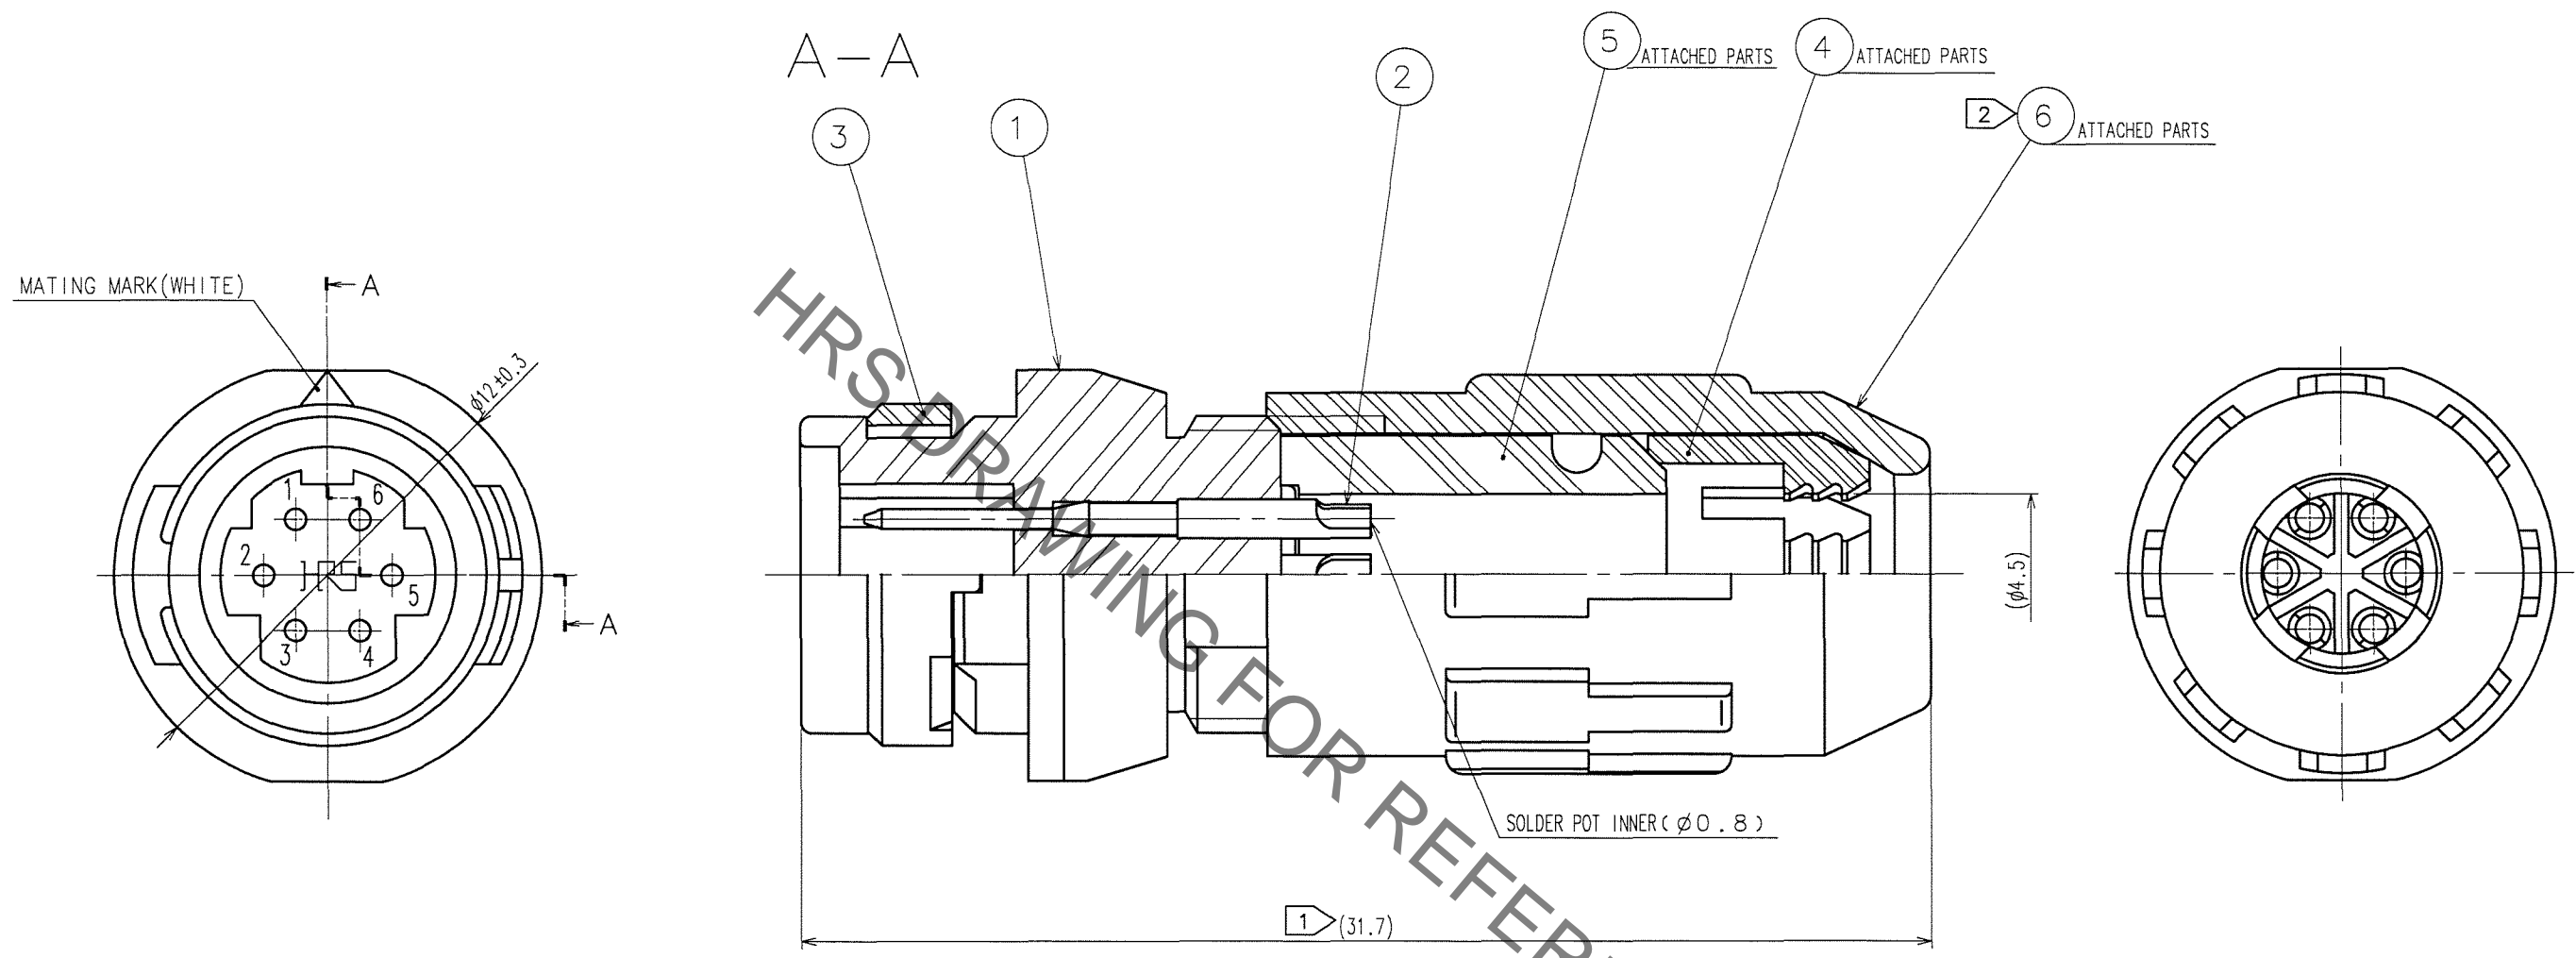 A-A
5 ATTACHED PARTS
4 ATTACHED PARTS
2
2 6 ATTACHED PARTS
1
3
MATING MARK(WHITE)
A
φ12±0.3
1 6
2 5
3 4
A
(φ4.5)
SOLDER POT INNER(φ0.8)
1 (31.7)
HRS DRAWING FOR REFER